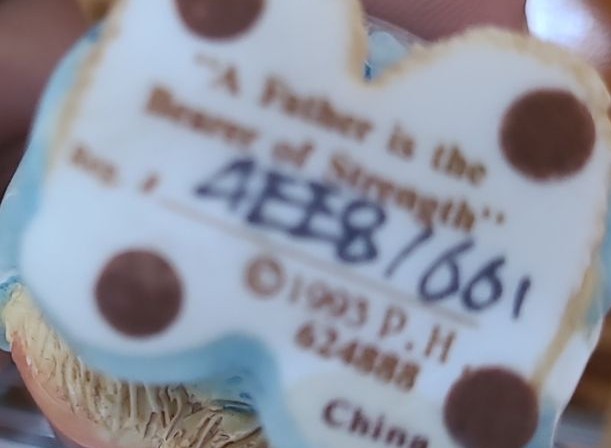 "A Father is the
Bearer of Strength"
Reg. # 4EE8/661
©1993 P.H
624888
China